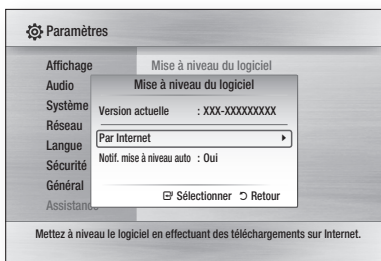 Paramètres
Affichage
Mise à niveau du logiciel
Audio
Système
Réseau
Langue
Sécurité
Général
Assistance
Mise à niveau du logiciel
Version actuelle : XXX-XXXXXXXXX
Par Internet
Notif. mise à niveau auto : Oui
Sélectionner Retour
Mettez à niveau le logiciel en effectuant des téléchargements sur Internet.